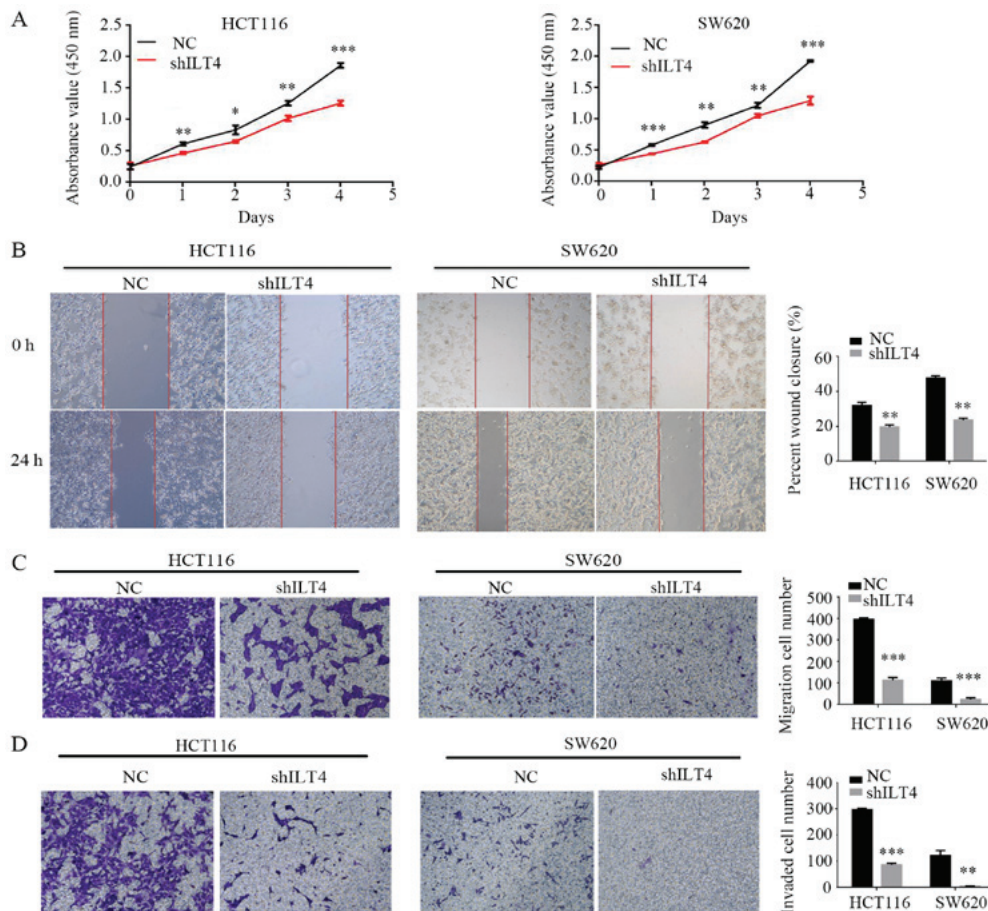 A
HCT116
NC
shILT4
Absorbance value (450 nm)
2.5
2.0
1.5
1.0
0.5
0.0
**
*
**
***
0 1 2 3 4 5
Days
SW620
NC
shILT4
Absorbance value (450 nm)
2.5
2.0
1.5
1.0
0.5
0.0
***
**
**
***
0 1 2 3 4 5
Days
B
HCT116
NC shILT4
SW620
NC shILT4
0 h
24 h
Percent wound closure (%)
NC
shILT4
60
40
20
0
**
**
HCT116 SW620
C
HCT116
NC shILT4
SW620
NC shILT4
Migration cell number
NC
shILT4
500
400
300
200
100
0
***
***
HCT116 SW620
D
HCT116
NC shILT4
SW620
NC shILT4
Invaded cell number
NC
shILT4
400
300
200
100
0
***
**
HCT116 SW620